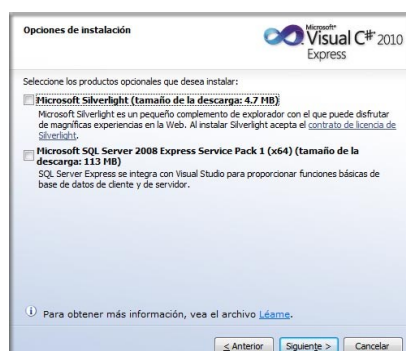 Opciones de instalación
Microsoft®
Visual C#® 2010
Express
Seleccione los productos opcionales que desea instalar:
Microsoft Silverlight (tamaño de la descarga: 4.7 MB)
Microsoft Silverlight es un pequeño complemento de explorador con el que puede disfrutar
de magníficas experiencias en la Web. Al instalar Silverlight acepta el contrato de licencia de
Silverlight.
Microsoft SQL Server 2008 Express Service Pack 1 (x64) (tamaño de la
descarga: 113 MB)
SQL Server Express se integra con Visual Studio para proporcionar funciones básicas de
base de datos de cliente y de servidor.
Para obtener más información, vea el archivo Léame.
< Anterior
Siguiente >
Cancelar